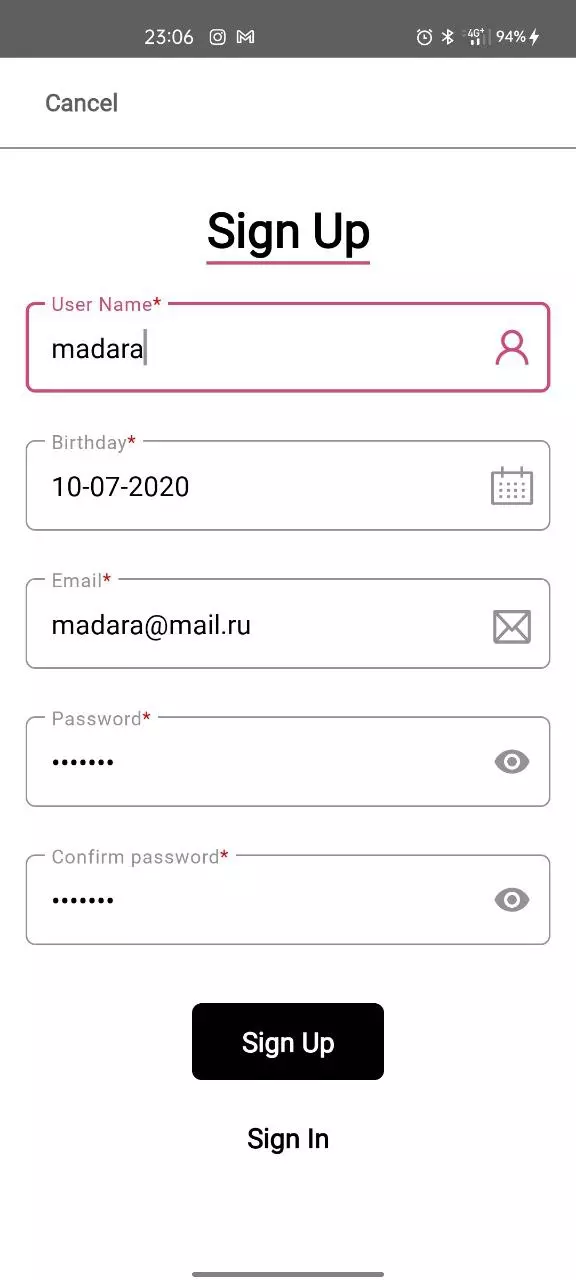 23:06 4G+ 94%
Cancel
Sign Up
User Name*
madara
Birthday*
10-07-2020
Email*
madara@mail.ru
Password*
•••••••
Confirm password*
•••••••
Sign Up
Sign In